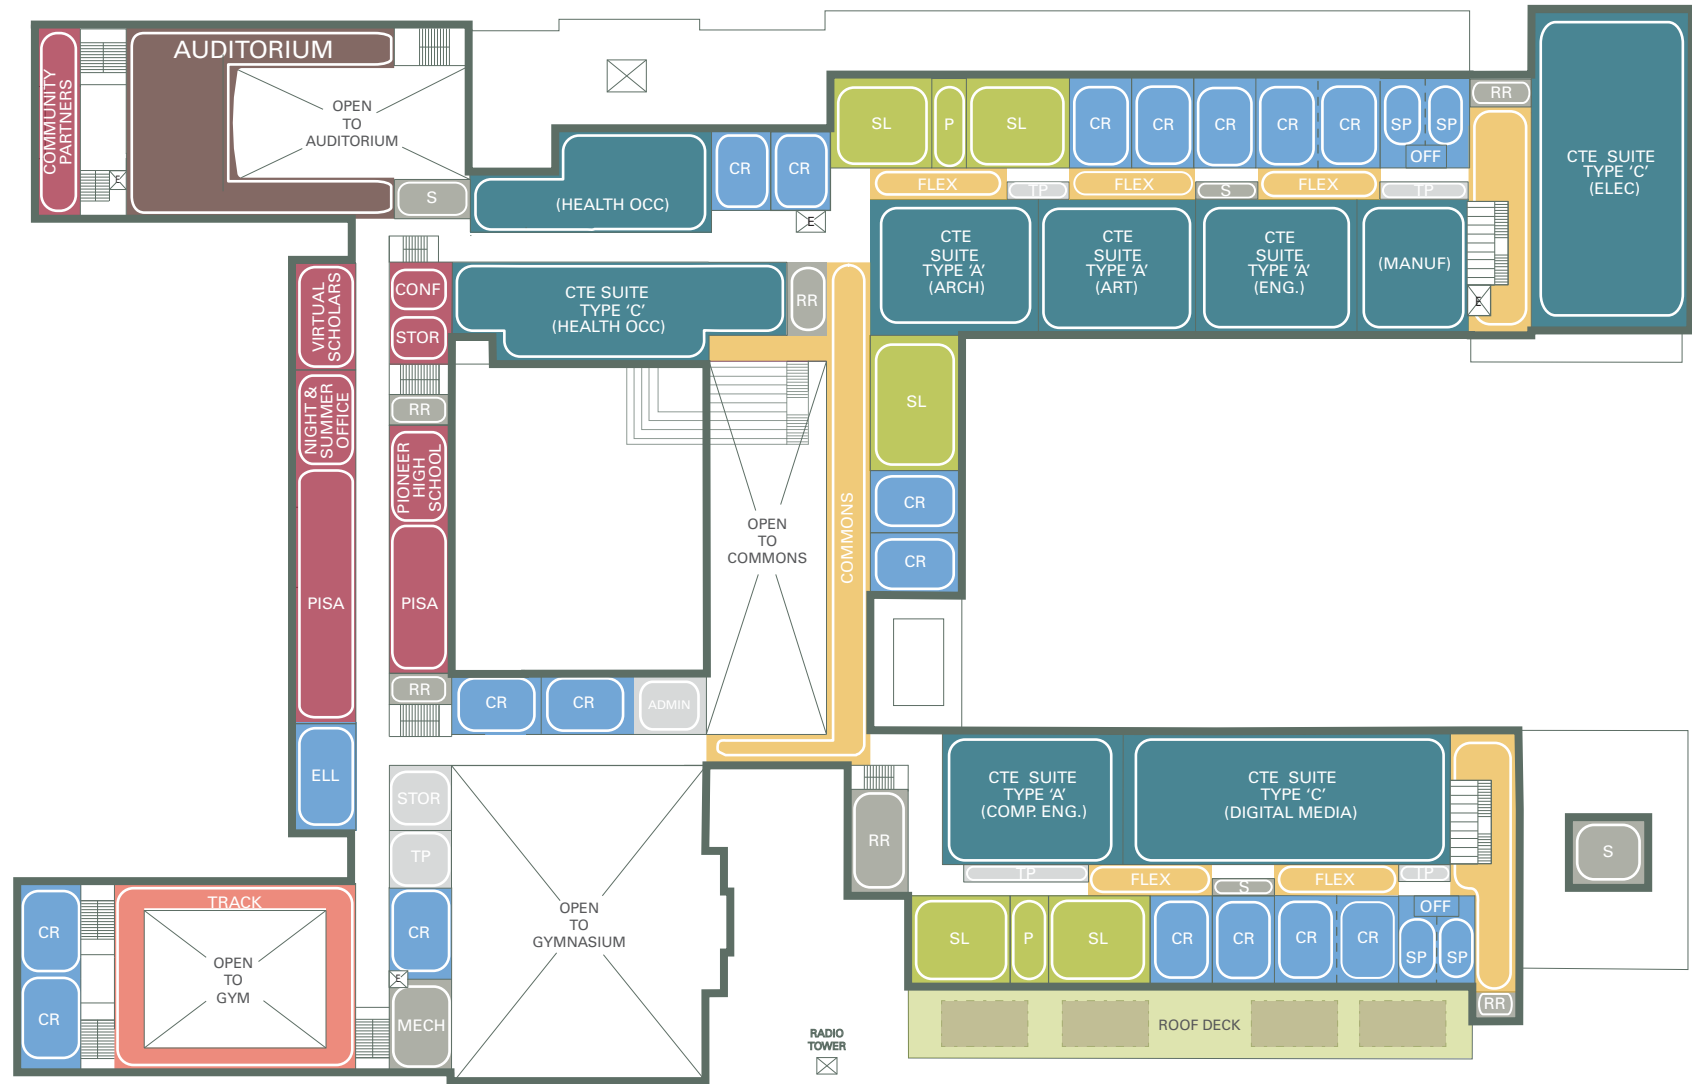 COMMUNITY
PARTNERS
AUDITORIUM
OPEN
TO
AUDITORIUM
E
S
(HEALTH OCC)
CR
CR
E
SL
P
SL
CR
CR
CR
CR
CR
SP
SP
OFF
RR
FLEX
TP
FLEX
S
FLEX
TP
CTE SUITE
TYPE 'C'
(ELEC)
CTE
SUITE
TYPE 'A'
(ARCH)
CTE
SUITE
TYPE 'A'
(ART)
CTE
SUITE
TYPE 'A'
(ENG.)
(MANUF)
E
VIRTUAL
SCHOLARS
CONF
STOR
CTE SUITE
TYPE 'C'
(HEALTH OCC)
RR
NIGHT &
SUMMER
OFFICE
RR
PIONEER
HIGH
SCHOOL
SL
CR
CR
OPEN
TO
COMMONS
COMMONS
PISA
PISA
RR
CR
CR
ADMIN
ELL
STOR
TP
CR
E
MECH
OPEN
TO
GYMNASIUM
RR
CTE SUITE
TYPE 'A'
(COMP. ENG.)
CTE SUITE
TYPE 'C'
(DIGITAL MEDIA)
S
TP
FLEX
S
FLEX
TP
CR
CR
TRACK
OPEN
TO
GYM
SL
P
SL
CR
CR
CR
CR
OFF
SP
SP
RR
ROOF DECK
RADIO
TOWER